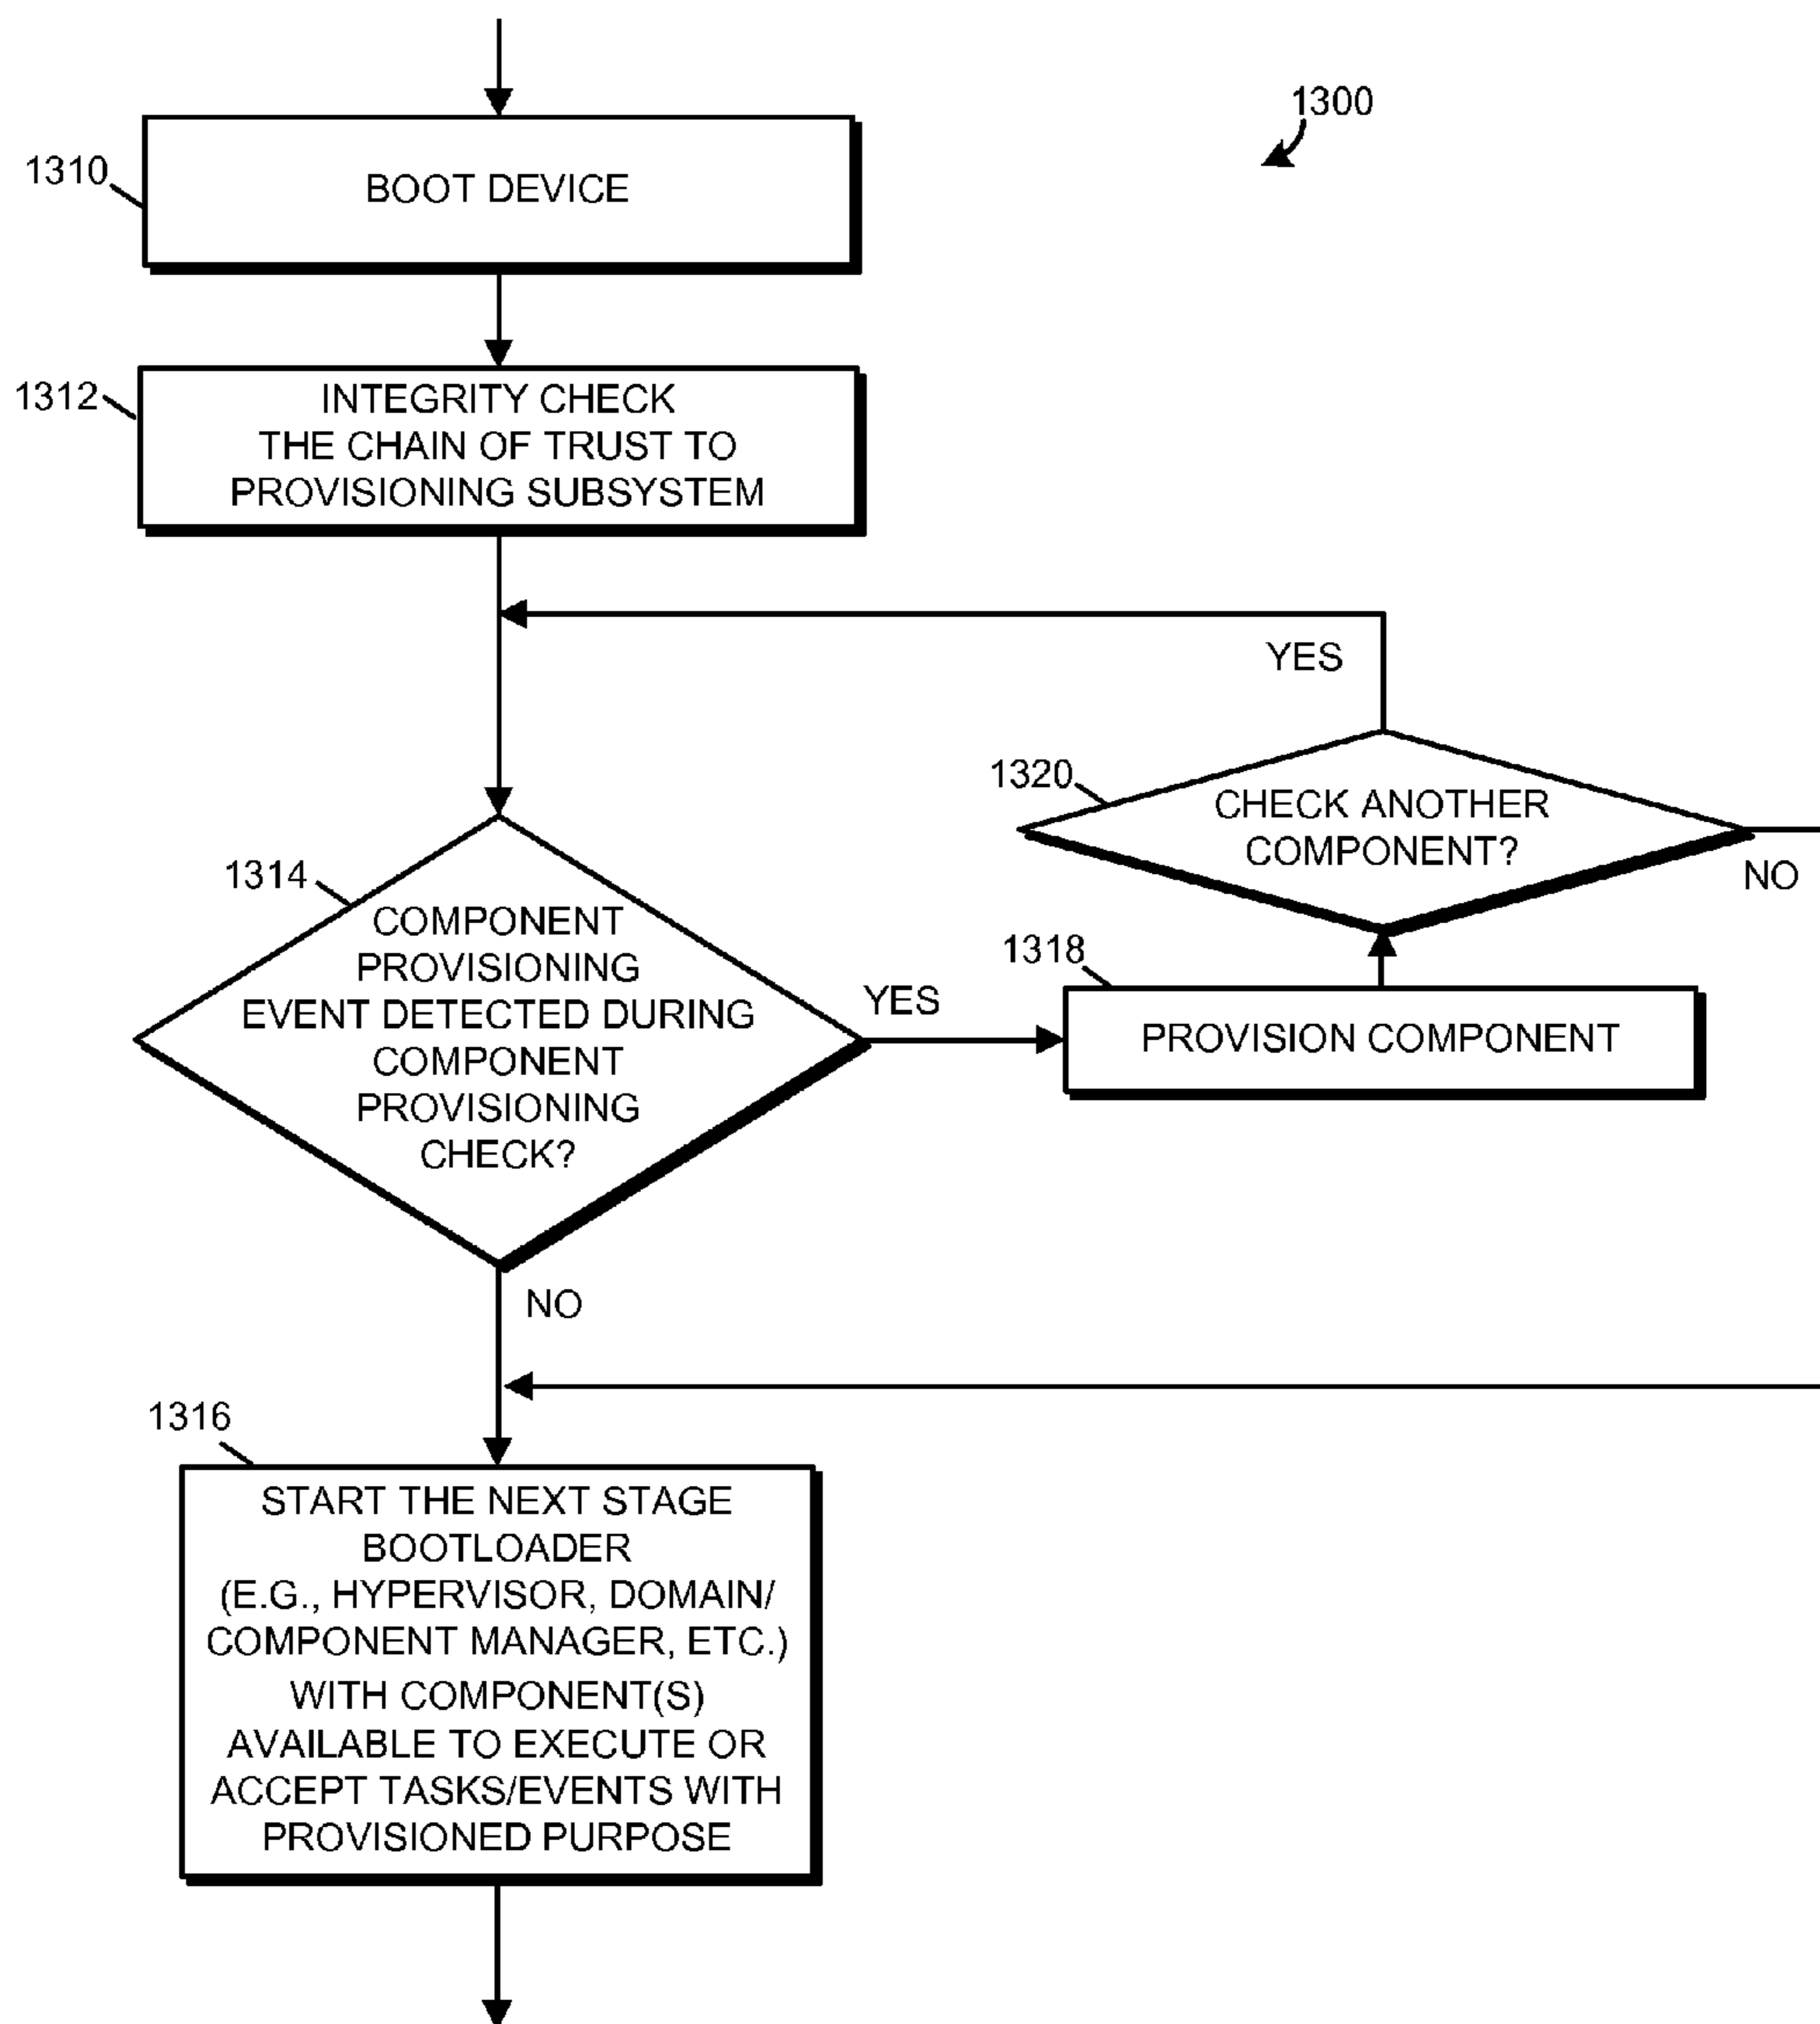 1300
1310
BOOT DEVICE
1312
INTEGRITY CHECK
THE CHAIN OF TRUST TO
PROVISIONING SUBSYSTEM
YES
1320
CHECK ANOTHER
COMPONENT?
NO
1314
COMPONENT
PROVISIONING
EVENT DETECTED DURING
COMPONENT
PROVISIONING
CHECK?
YES
1318
PROVISION COMPONENT
NO
1316
START THE NEXT STAGE
BOOTLOADER
(E.G., HYPERVISOR, DOMAIN/
COMPONENT MANAGER, ETC.)
WITH COMPONENT(S)
AVAILABLE TO EXECUTE OR
ACCEPT TASKS/EVENTS WITH
PROVISIONED PURPOSE